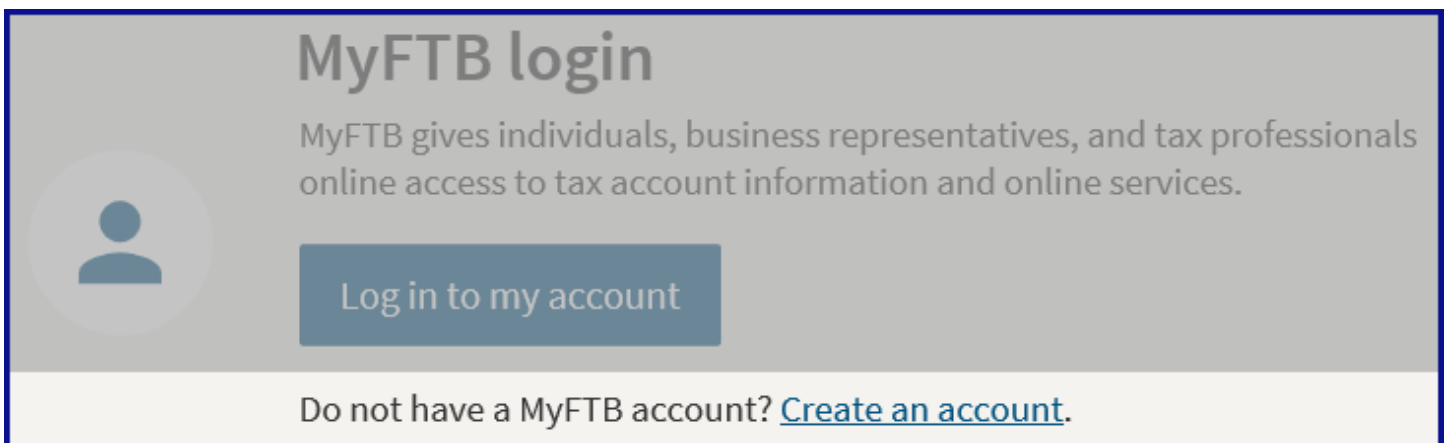 MyFTB login
MyFTB gives individuals, business representatives, and tax professionals
online access to tax account information and online services.
Log in to my account
Do not have a MyFTB account? Create an account.